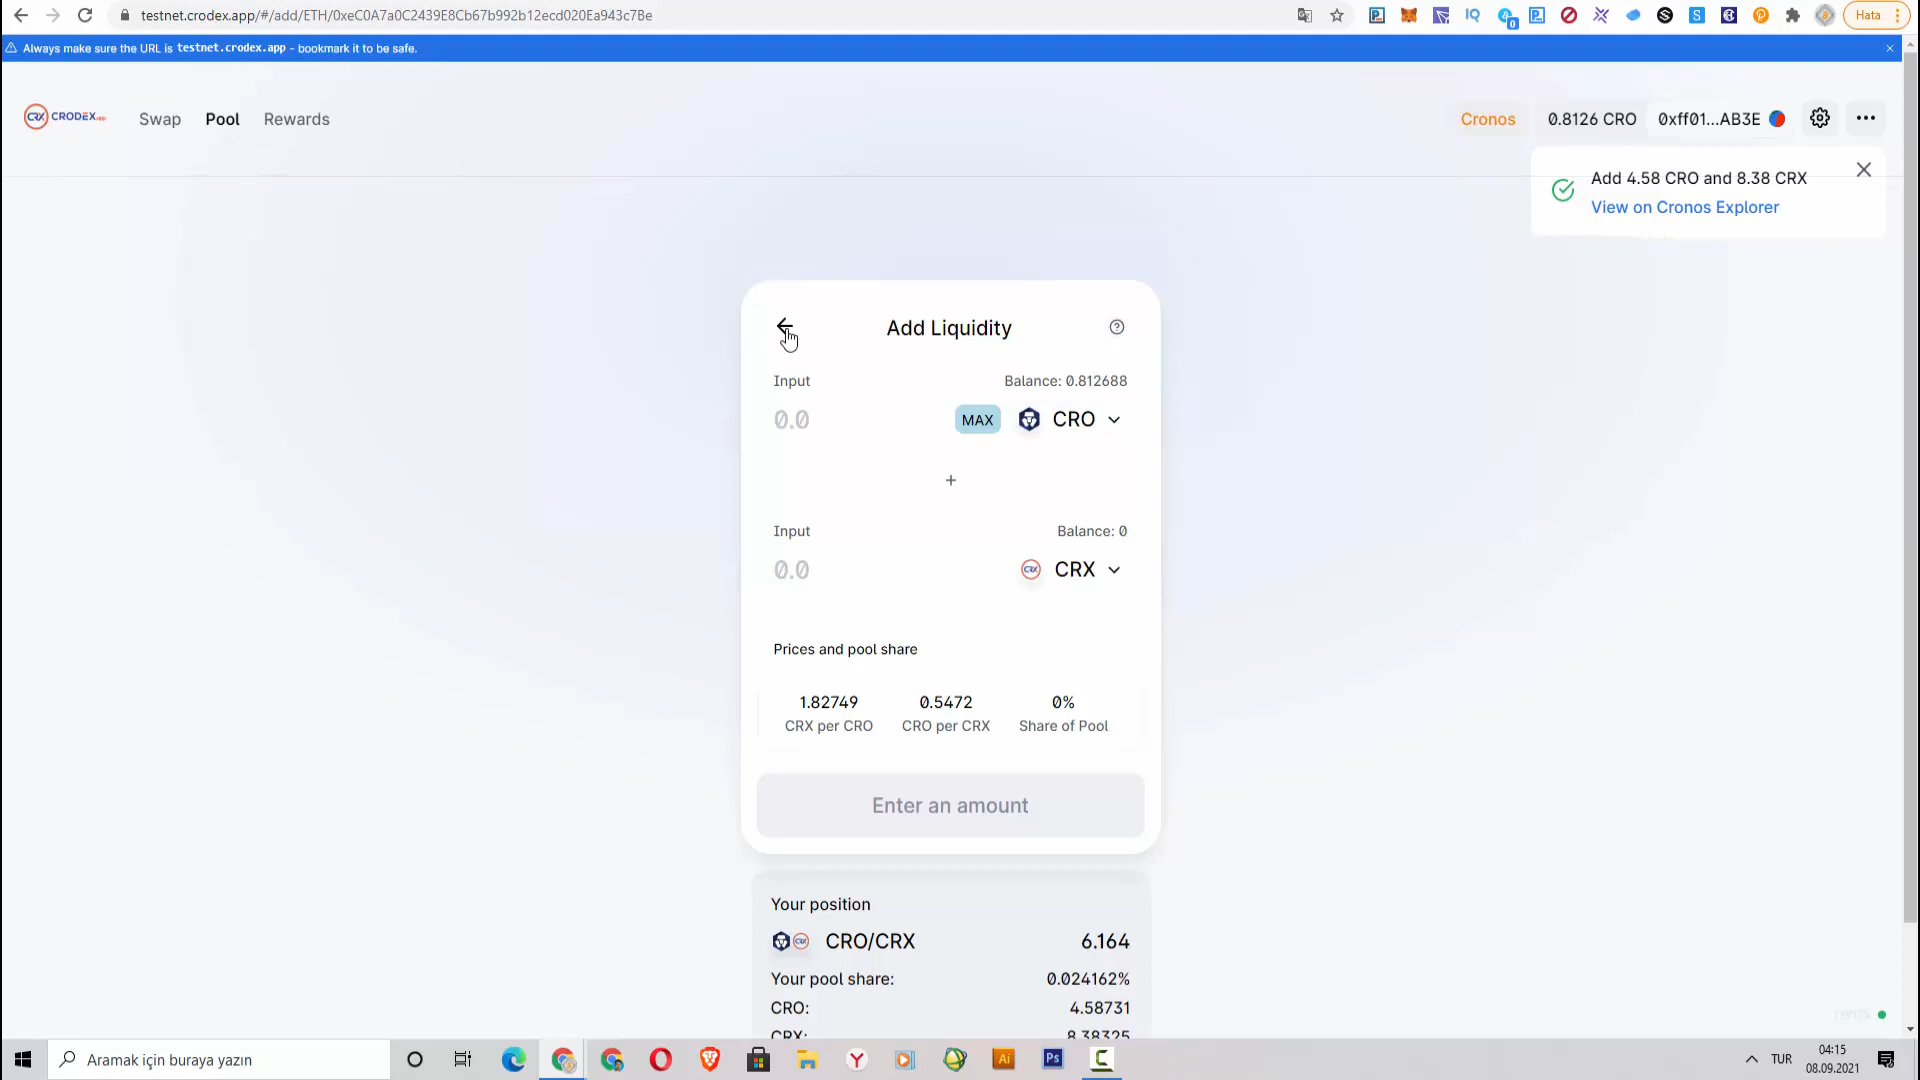 testnet.crodex.app/#/add/ETH/0xeC0A7a0C2439E8Cb67b992b12ecd020Ea943c7Be
Hata
Always make sure the URL is testnet.crodex.app - bookmark it to be safe.
CRX CRODEX
Swap Pool Rewards
Cronos 0.8126 CRO 0xff01...AB3E
Add 4.58 CRO and 8.38 CRX
View on Cronos Explorer
Add Liquidity
Input Balance: 0.812688
0.0 MAX CRO
+
Input Balance: 0
0.0 CRX CRX
Prices and pool share
1.82749 0.5472 0%
CRX per CRO CRO per CRX Share of Pool
Enter an amount
Your position
CRO/CRX 6.164
Your pool share: 0.024162%
CRO: 4.58731
CRX: 8.38325
Aramak için buraya yazın
TUR
04:15
08.09.2021